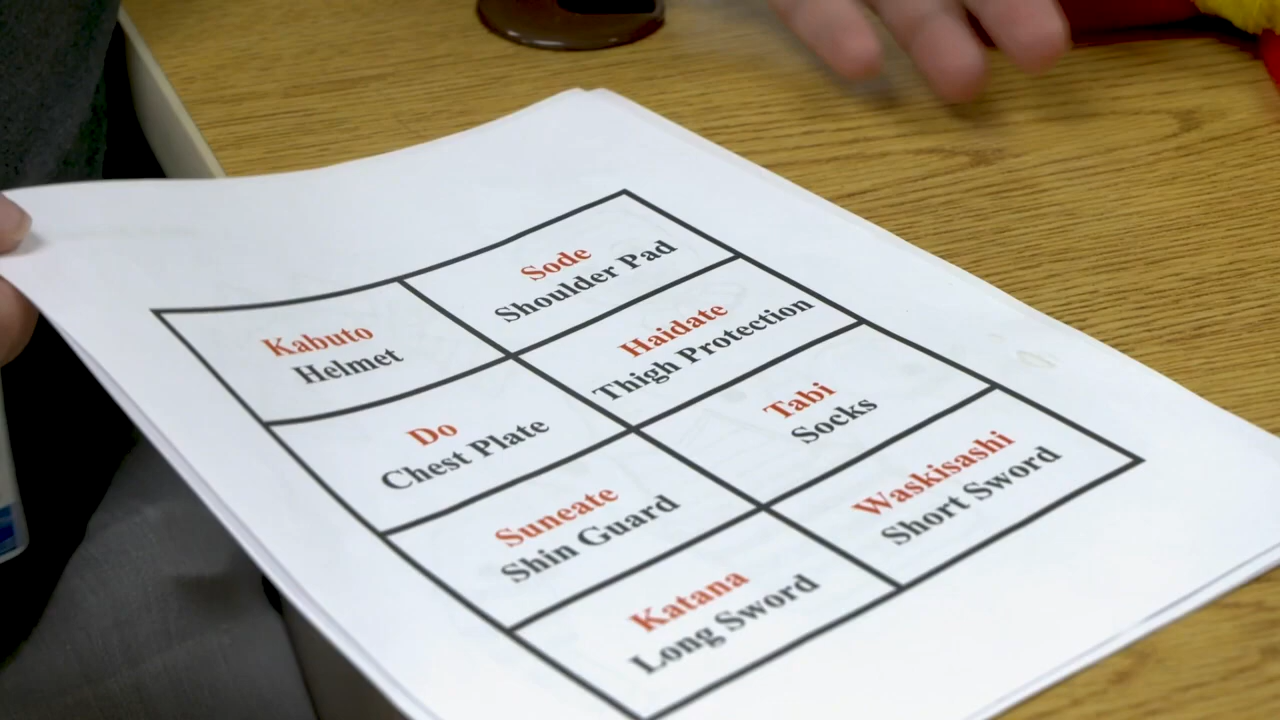 Kabuto
Helmet
Sode
Shoulder Pad
Do
Chest Plate
Haidate
Thigh Protection
Suneate
Shin Guard
Tabi
Socks
Katana
Long Sword
Waskisashi
Short Sword